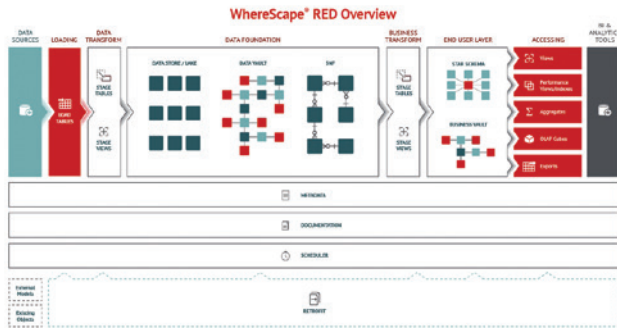 WhereScape® RED Overview
DATA
SOURCES
LOADING
DATA
TRANSFORM
DATA FOUNDATION
BUSINESS
TRANSFORM
END USER LAYER
ACCESSING
BI &
ANALYTIC
TOOLS
LOAD
TABLES
STAGE
TABLES
STAGE
VIEWS
DATA STORE / LAKE
DATA VAULT
3NF
STAGE
TABLES
STAGE
VIEWS
STAR SCHEMA
BUSINESS VAULT
Views
Performance
Views/Indexes
Aggregates
OLAP Cubes
Exports
METADATA
DOCUMENTATION
SCHEDULER
External
Models
Existing
Objects
RETROFIT